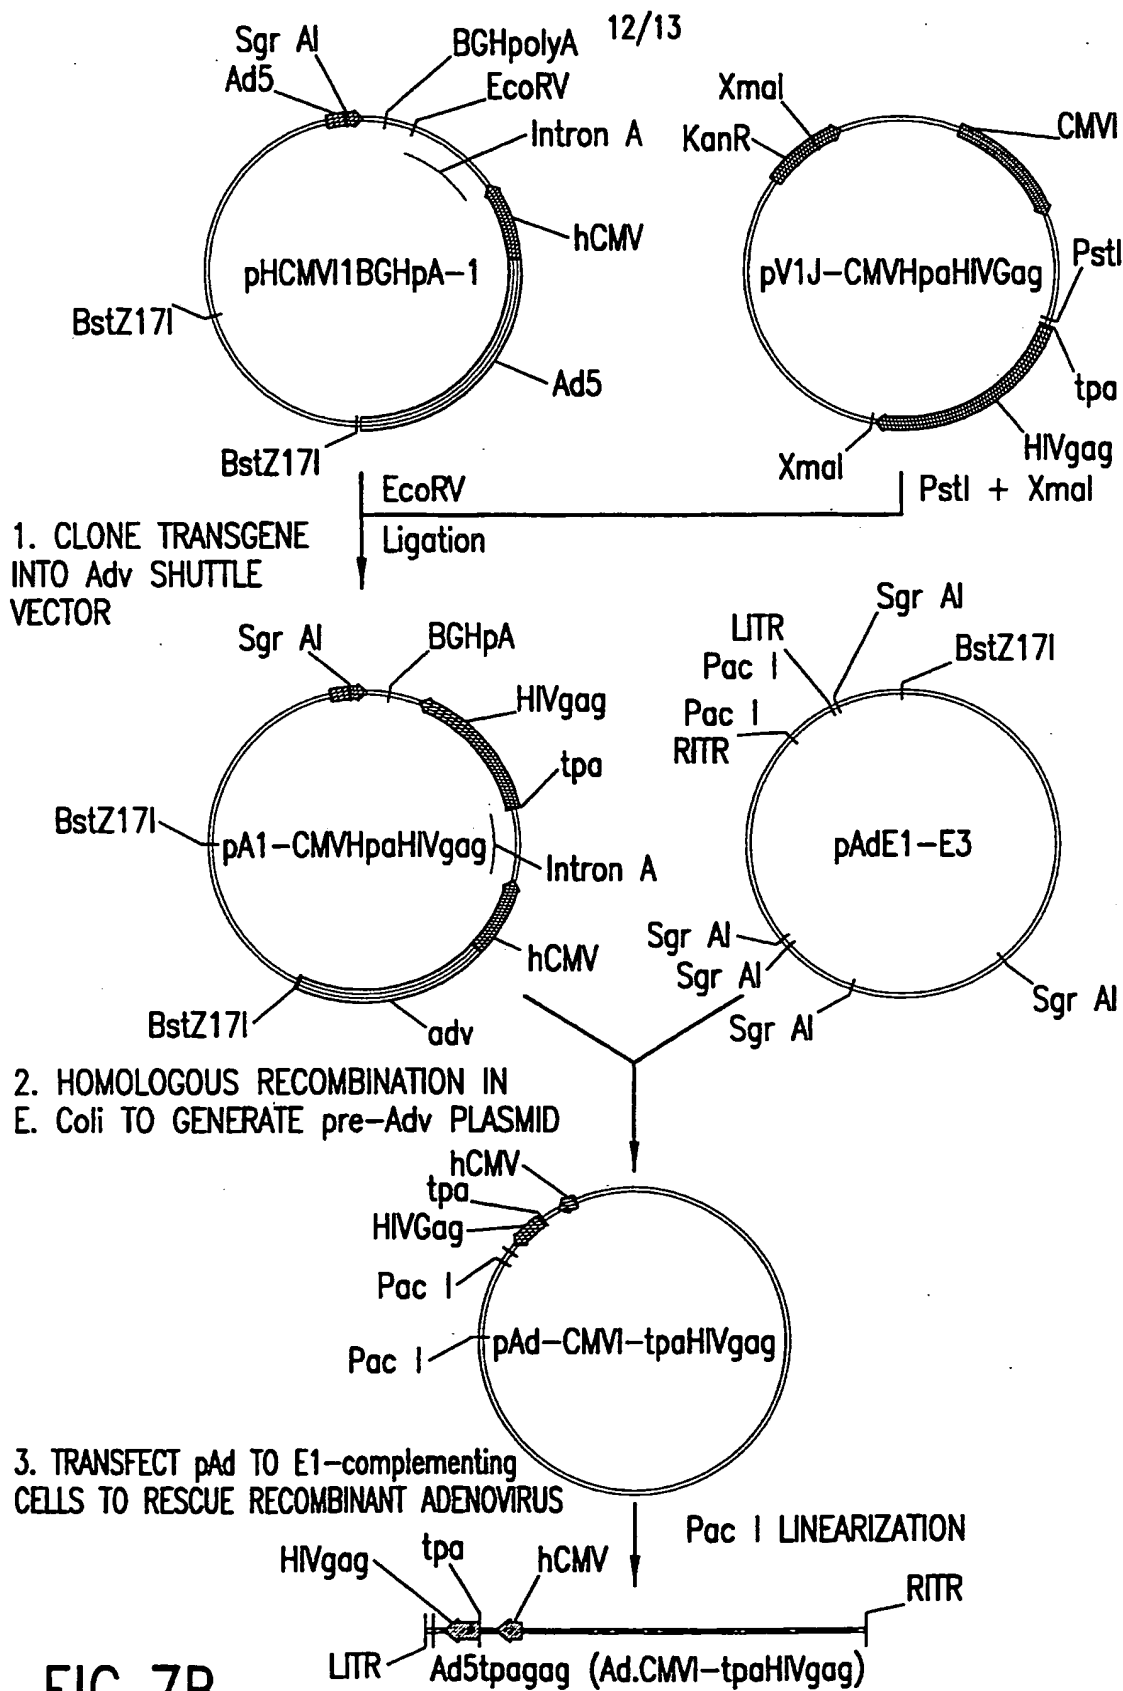 12/13
Sgr AI
BGHpolyA
Ad5
EcoRV
Intron A
hCMV
pHCMVI1BGHpA-1
BstZ17I
Ad5
BstZ17I
XmaI
KanR
CMVI
pV1J-CMVHpaHIVGag
PstI
tpa
HIVgag
XmaI
EcoRV
PstI + XmaI
Ligation
1. CLONE TRANSGENE
INTO Adv SHUTTLE
VECTOR
Sgr AI
BGHpA
HIVgag
tpa
BstZ17I
pA1-CMVHpaHIVgag
Intron A
hCMV
BstZ17I
adv
Sgr AI
LITR
Pac I
BstZ17I
Pac I
RITR
pAdE1-E3
Sgr AI
Sgr AI
Sgr AI
Sgr AI
2. HOMOLOGOUS RECOMBINATION IN
E. Coli TO GENERATE pre-Adv PLASMID
hCMV
tpa
HIVGag
Pac I
pAd-CMVI-tpaHIVgag
Pac I
3. TRANSFECT pAd TO E1-complementing
CELLS TO RESCUE RECOMBINANT ADENOVIRUS
Pac I LINEARIZATION
HIVgag
tpa
hCMV
RITR
LITR
Ad5tpagag (Ad.CMVI-tpaHIVgag)
FIG. 7B